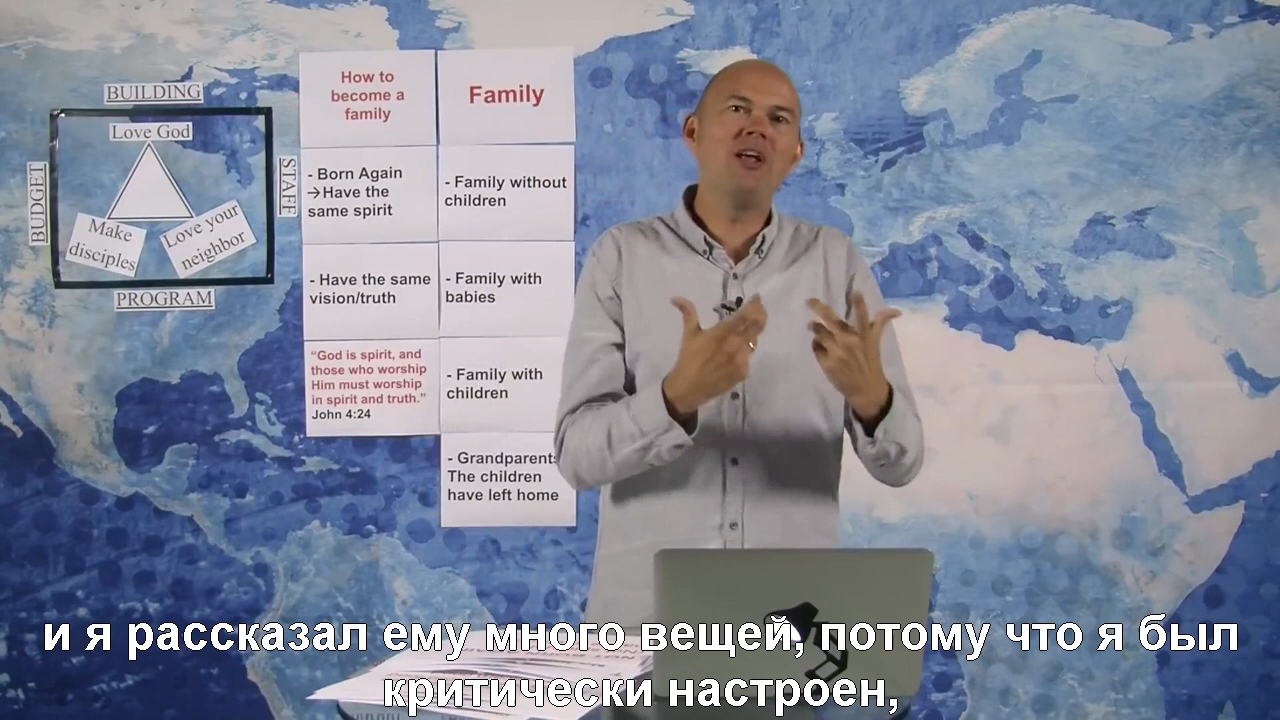 BUILDING
Love God
BUDGET
STAFF
Make
disciples
Love your
neighbor
PROGRAM
How to
become a
family
- Born Again
→Have the
same spirit
- Have the same
vision/truth
“God is spirit, and
those who worship
Him must worship
in spirit and truth.”
John 4:24
Family
- Family without
children
- Family with
babies
- Family with
children
- Grandparents
The children
have left home
и я рассказал ему много вещей, потому что я был
критически настроен,